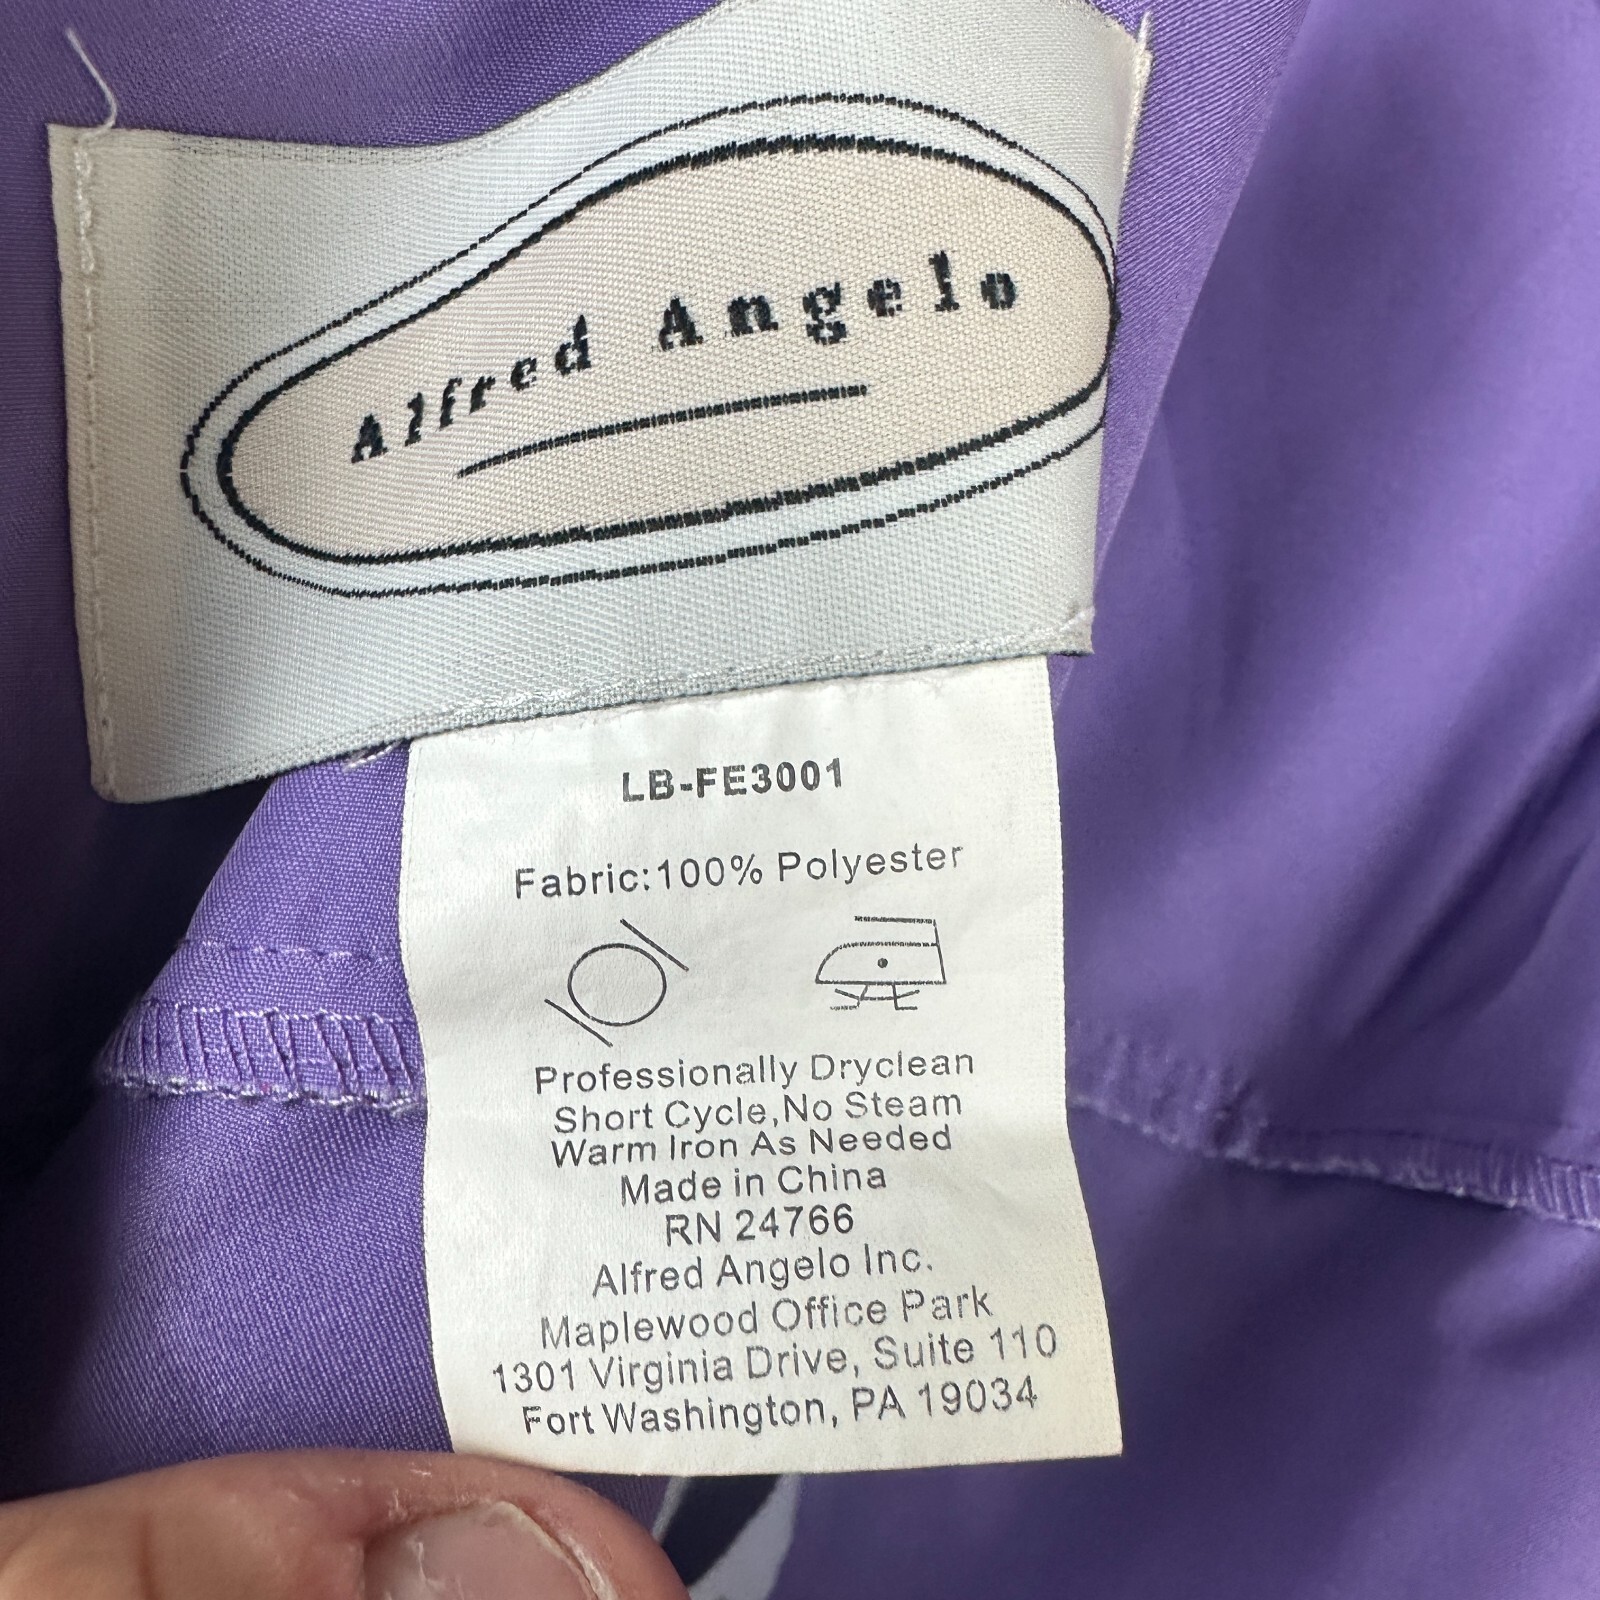 Alfred Angelo
LB-FE3001
Fabric:100% Polyester
Professionally Dryclean
Short Cycle,No Steam
Warm Iron As Needed
Made in China
RN 24766
Alfred Angelo Inc.
Maplewood Office Park
1301 Virginia Drive, Suite 110
Fort Washington, PA 19034